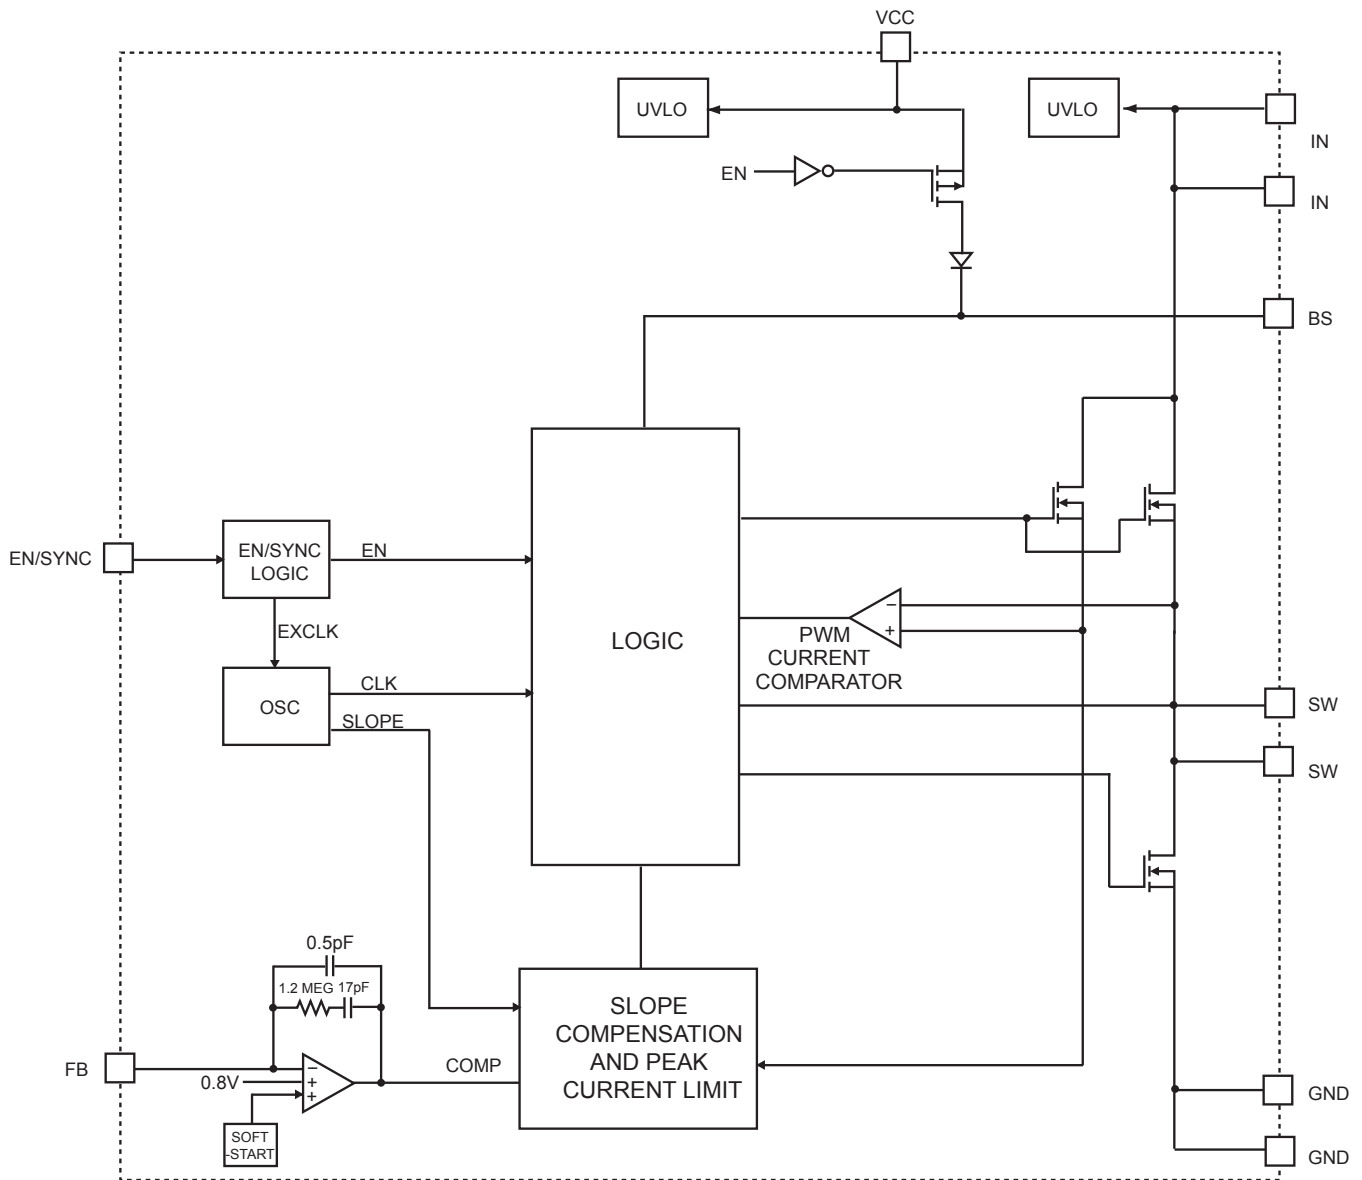 VCC
UVLO
UVLO
IN
EN
IN
BS
EN/SYNC
EN/SYNC
LOGIC
EN
EXCLK
OSC
CLK
SLOPE
LOGIC
−
+
PWM
CURRENT
COMPARATOR
SW
SW
0.5pF
1.2 MEG 17pF
FB
0.8V
−
+
+
SOFT
-START
COMP
SLOPE
COMPENSATION
AND PEAK
CURRENT LIMIT
GND
GND